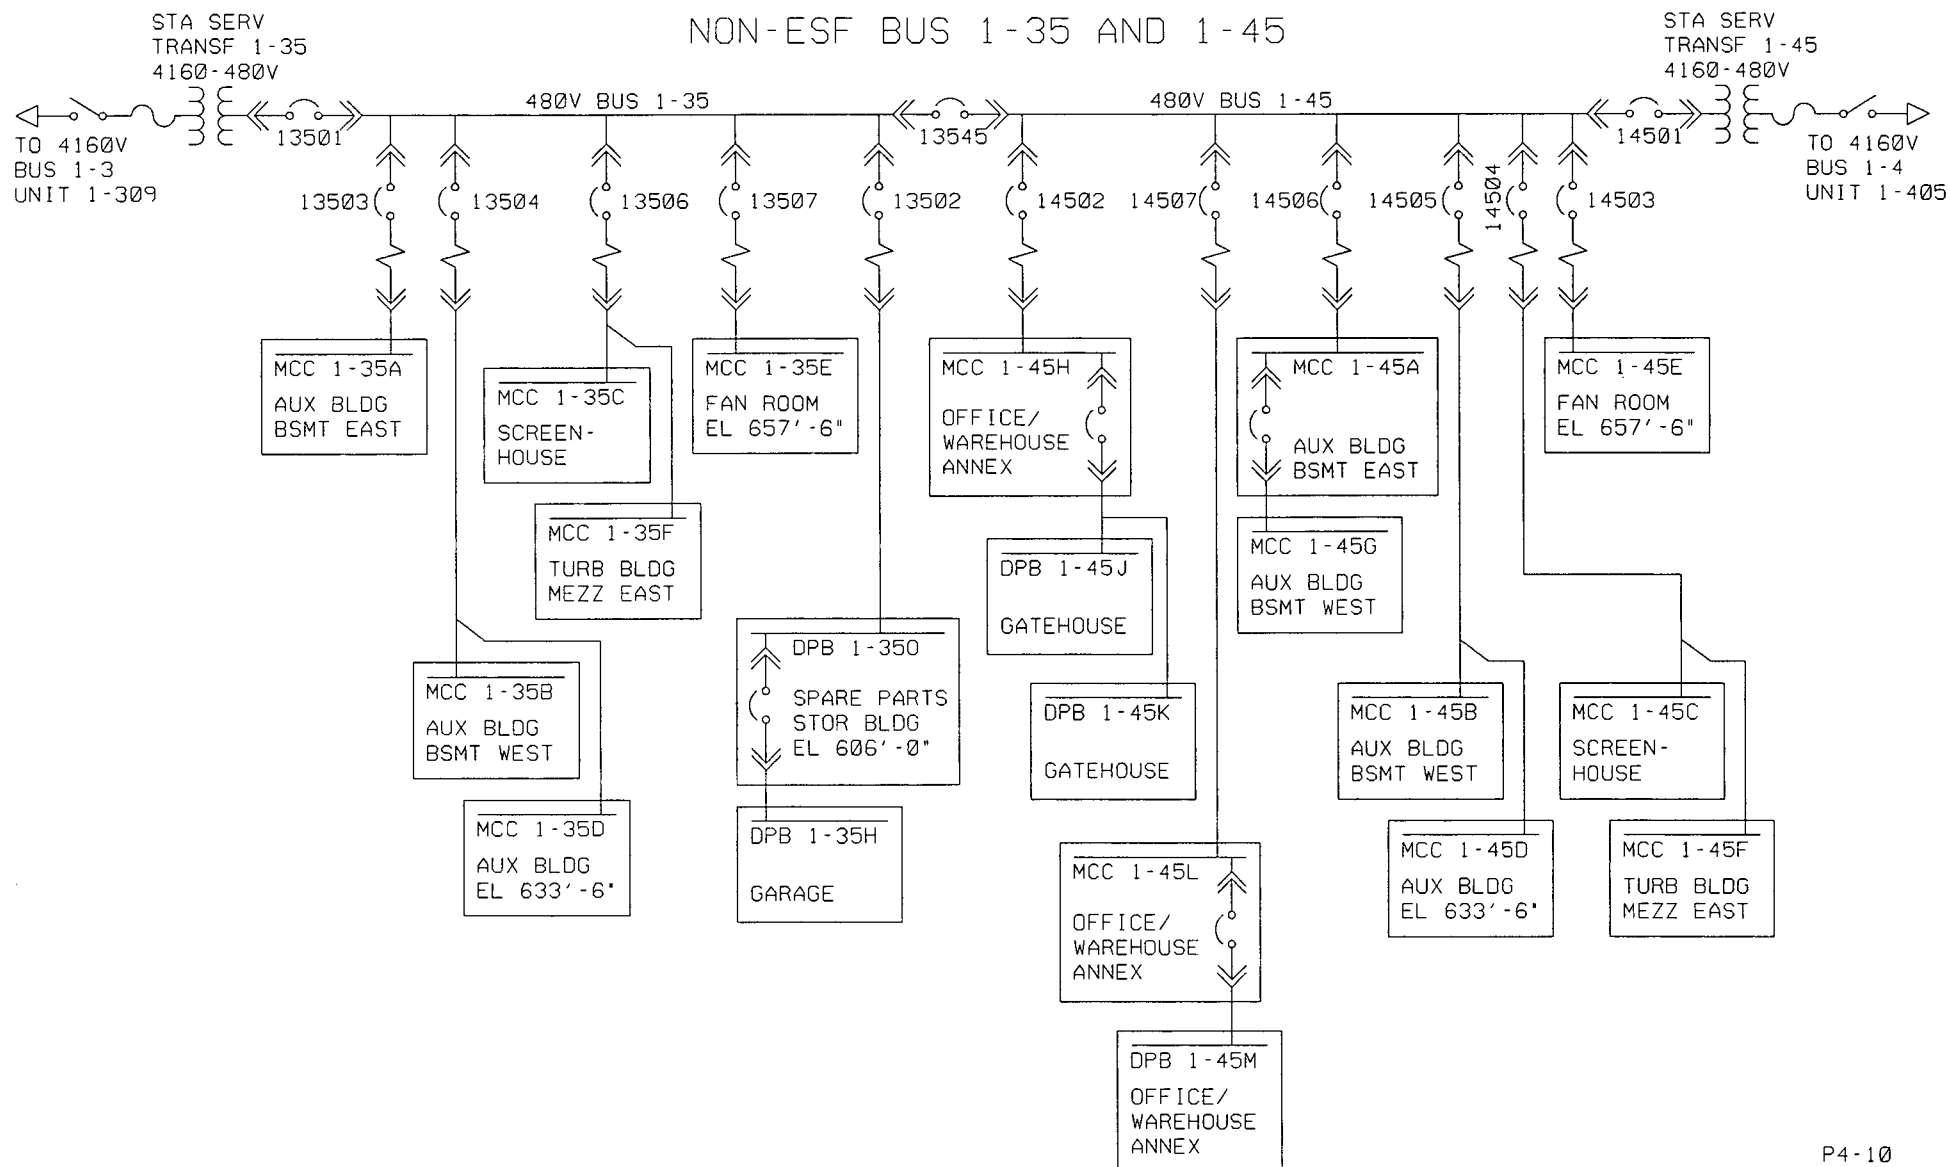 NON-ESF BUS 1-35 AND 1-45
STA SERV
TRANSF 1-35
4160-480V
STA SERV
TRANSF 1-45
4160-480V
480V BUS 1-35
480V BUS 1-45
13501
13545
14501
TO 4160V
BUS 1-3
UNIT 1-309
TO 4160V
BUS 1-4
UNIT 1-405
13503
13504
13506
13507
13502
14502
14507
14506
14505
14504
14503
MCC 1-35A
AUX BLDG
BSMT EAST
MCC 1-35C
SCREEN-
HOUSE
MCC 1-35E
FAN ROOM
EL 657'-6"
MCC 1-45H
OFFICE/
WAREHOUSE
ANNEX
MCC 1-45A
AUX BLDG
BSMT EAST
MCC 1-45E
FAN ROOM
EL 657'-6"
MCC 1-35F
TURB BLDG
MEZZ EAST
DPB 1-45J
GATEHOUSE
MCC 1-45G
AUX BLDG
BSMT WEST
MCC 1-35B
AUX BLDG
BSMT WEST
DPB 1-35O
SPARE PARTS
STOR BLDG
EL 606'-0"
DPB 1-45K
GATEHOUSE
MCC 1-45B
AUX BLDG
BSMT WEST
MCC 1-45C
SCREEN-
HOUSE
MCC 1-35D
AUX BLDG
EL 633'-6"
DPB 1-35H
GARAGE
MCC 1-45L
OFFICE/
WAREHOUSE
ANNEX
MCC 1-45D
AUX BLDG
EL 633'-6"
MCC 1-45F
TURB BLDG
MEZZ EAST
DPB 1-45M
OFFICE/
WAREHOUSE
ANNEX
P4-10